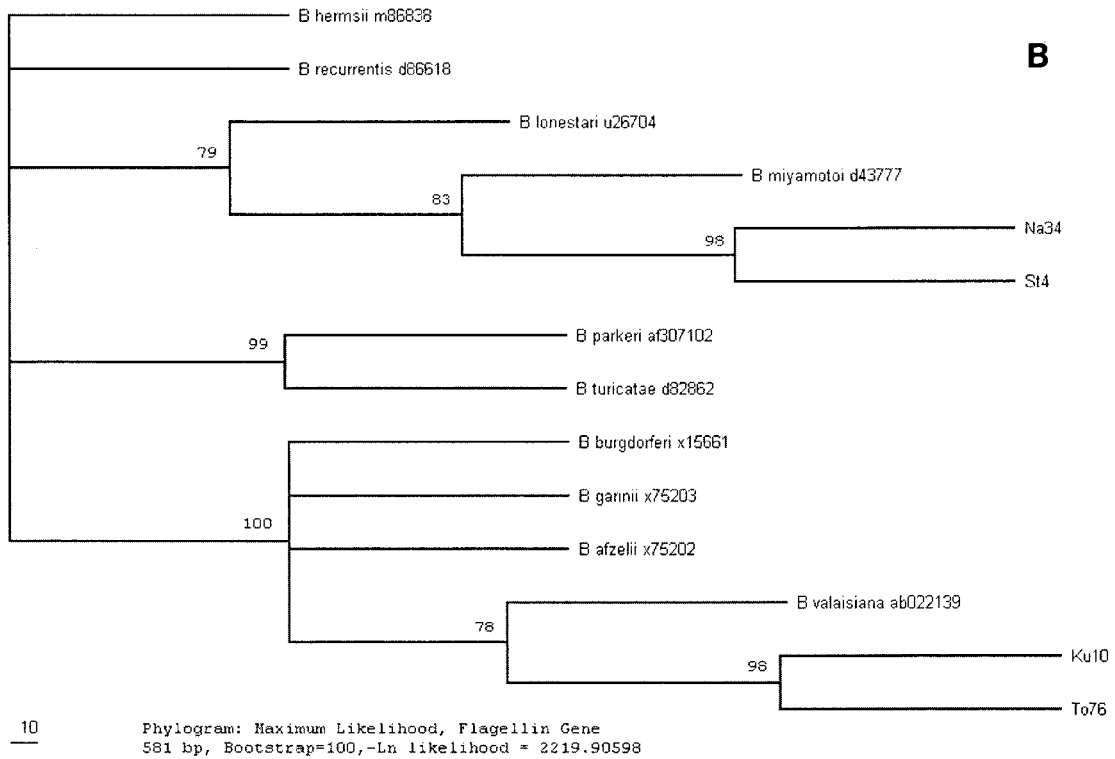 B hermsii m86838
B
B recurrentis d86618
B lonestari u26704
79
B miyamotoi d43777
83
Na34
98
St4
B parkeri af307102
99
B turicatae d82862
B burgdorferi x15661
B garinii x75203
100
B afzelii x75202
B valaisiana ab022139
78
Ku10
98
To76
10
Phylogram: Maximum Likelihood, Flagellin Gene
581 bp, Bootstrap=100,-Ln likelihood = 2219.90598